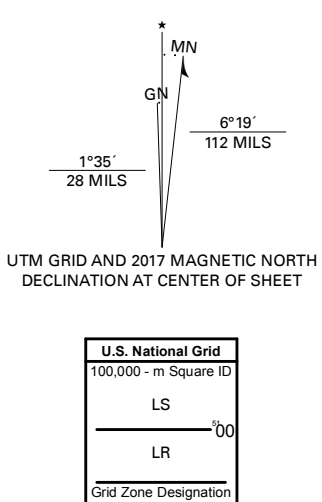 ★
MN
GN
6°19´
112 MILS
1°35´
28 MILS
UTM GRID AND 2017 MAGNETIC NORTH
DECLINATION AT CENTER OF SHEET
U.S. National Grid
100,000 - m Square ID
LS
5100
LR
Grid Zone Designation